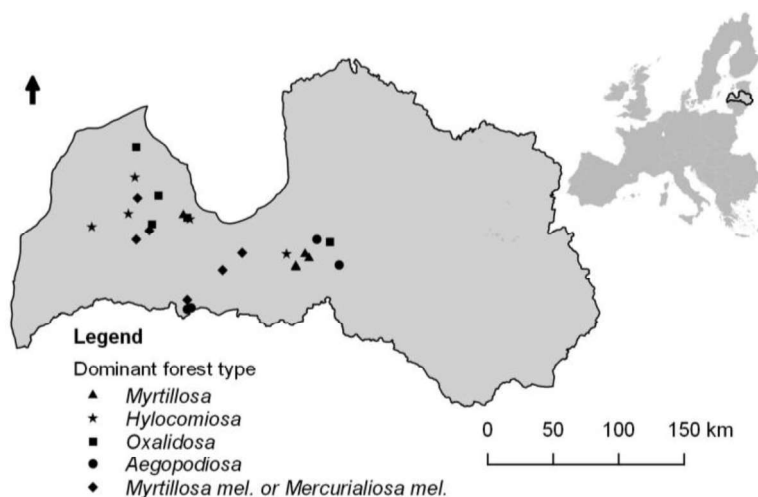 Legend
Dominant forest type
Myrtillosa
Hylocomiosa
Oxalidosa
Aegopodiosa
Myrtillosa mel. or Mercurialiosa mel.
0 50 100 150 km